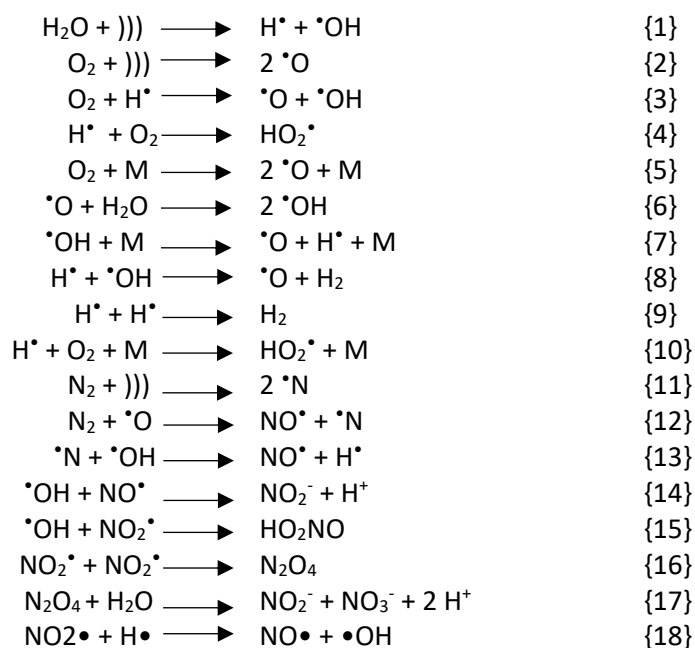 H₂O + ))) ⟶ H• + •OH {1}
O₂ + ))) ⟶ 2 •O {2}
O₂ + H• ⟶ •O + •OH {3}
H• + O₂ ⟶ HO₂• {4}
O₂ + M ⟶ 2 •O + M {5}
•O + H₂O ⟶ 2 •OH {6}
•OH + M ⟶ •O + H• + M {7}
H• + •OH ⟶ •O + H₂ {8}
H• + H• ⟶ H₂ {9}
H• + O₂ + M ⟶ HO₂• + M {10}
N₂ + ))) ⟶ 2 •N {11}
N₂ + •O ⟶ NO• + •N {12}
•N + •OH ⟶ NO• + H• {13}
•OH + NO• ⟶ NO₂⁻ + H⁺ {14}
•OH + NO₂• ⟶ HO₂NO {15}
NO₂• + NO₂• ⟶ N₂O₄ {16}
N₂O₄ + H₂O ⟶ NO₂⁻ + NO₃⁻ + 2 H⁺ {17}
NO2• + H• ⟶ NO• + •OH {18}